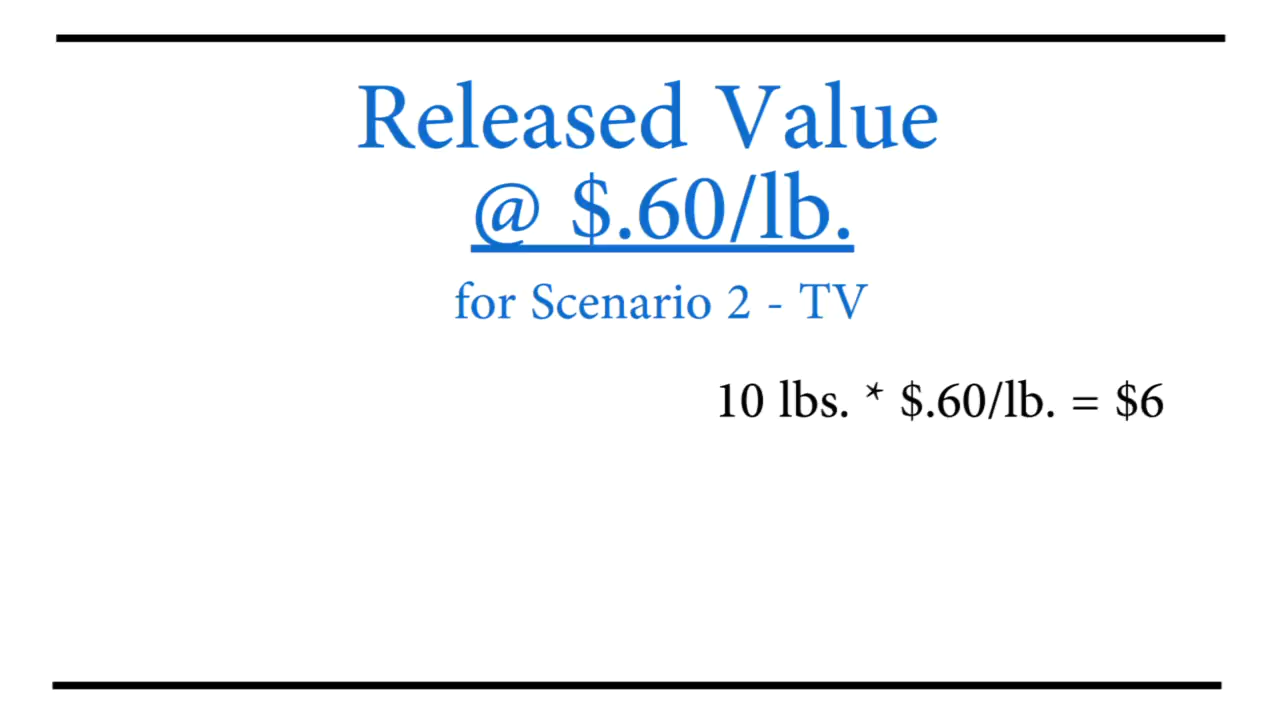 Released Value
@ $.60/lb.
for Scenario 2 - TV
10 lbs. * $.60/lb. = $6